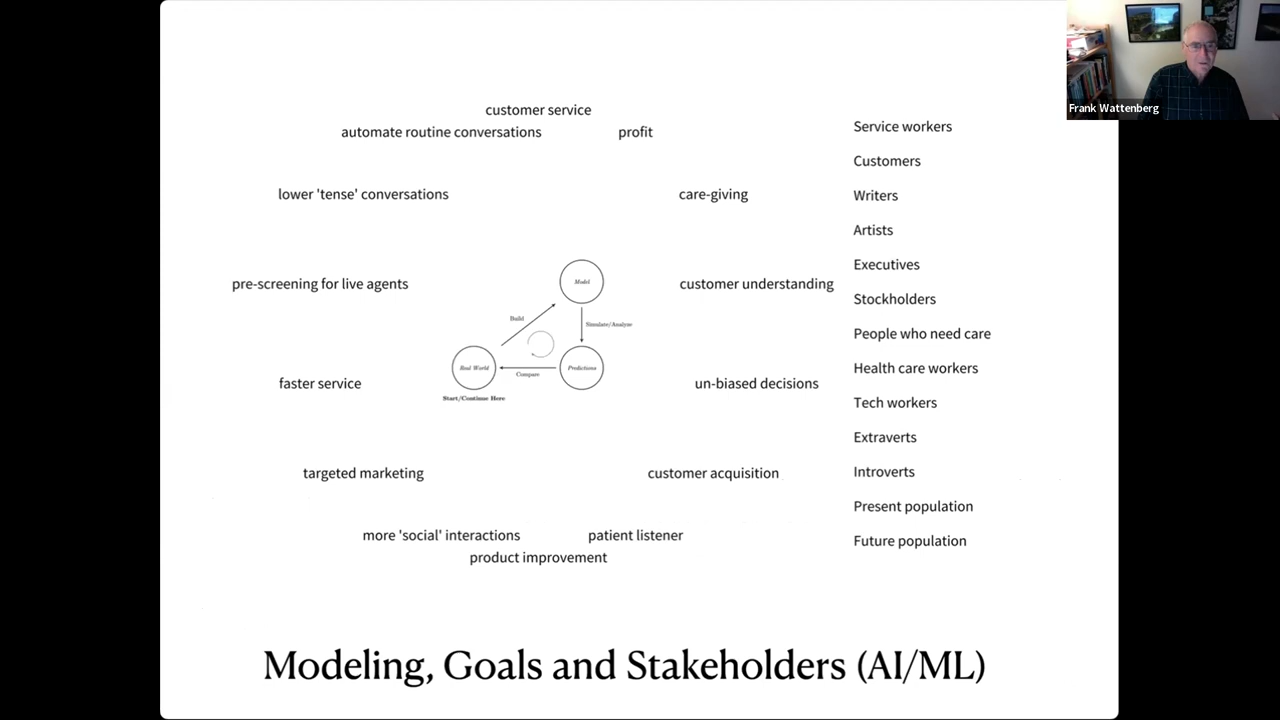 Frank Wattenberg
customer service
automate routine conversations
profit
lower 'tense' conversations
care-giving
pre-screening for live agents
customer understanding
faster service
un-biased decisions
targeted marketing
customer acquisition
more 'social' interactions
patient listener
product improvement
Model
Build
Simulate/Analyze
Real World
Predictions
Compare
Start/Continue Here
Service workers
Customers
Writers
Artists
Executives
Stockholders
People who need care
Health care workers
Tech workers
Extraverts
Introverts
Present population
Future population
Modeling, Goals and Stakeholders (AI/ML)